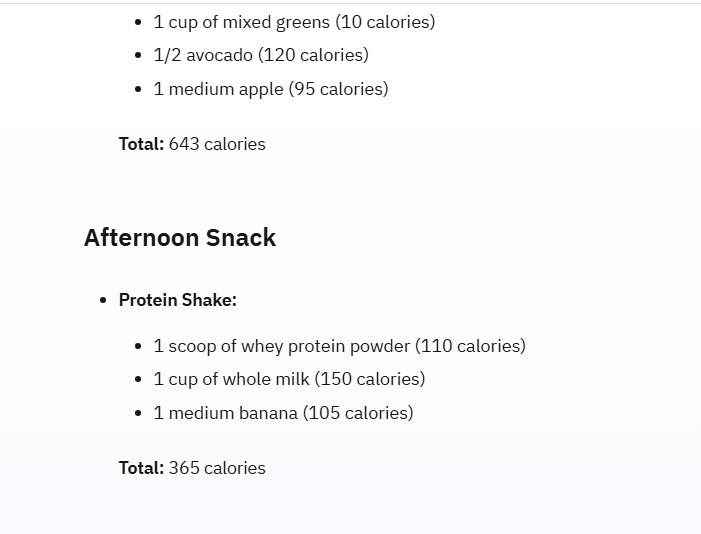 • 1 cup of mixed greens (10 calories)
• 1/2 avocado (120 calories)
• 1 medium apple (95 calories)
Total: 643 calories
Afternoon Snack
• Protein Shake:
• 1 scoop of whey protein powder (110 calories)
• 1 cup of whole milk (150 calories)
• 1 medium banana (105 calories)
Total: 365 calories